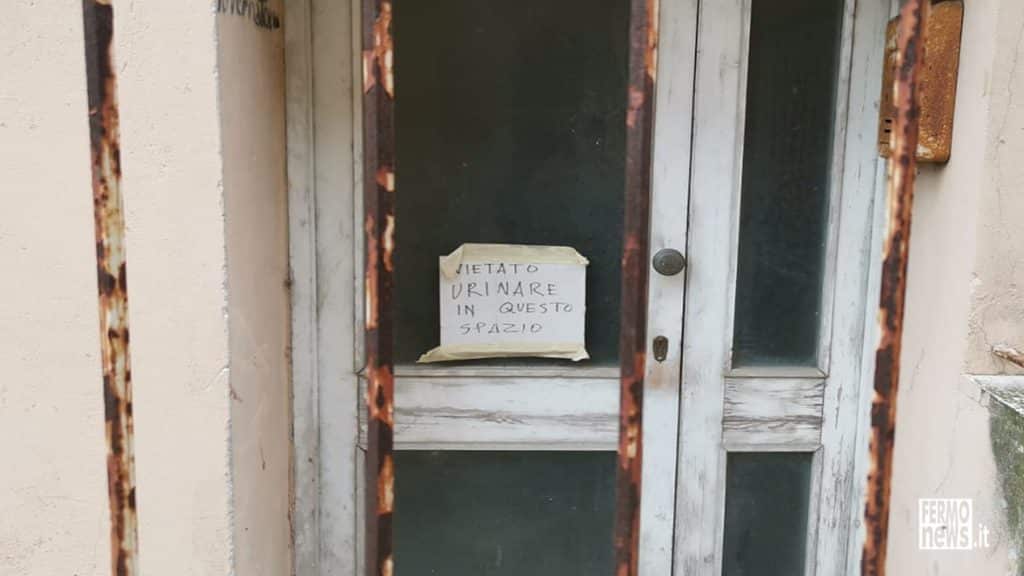 VIETATO
URINARE
IN QUESTO
SPAZIO
FERMO
news.it